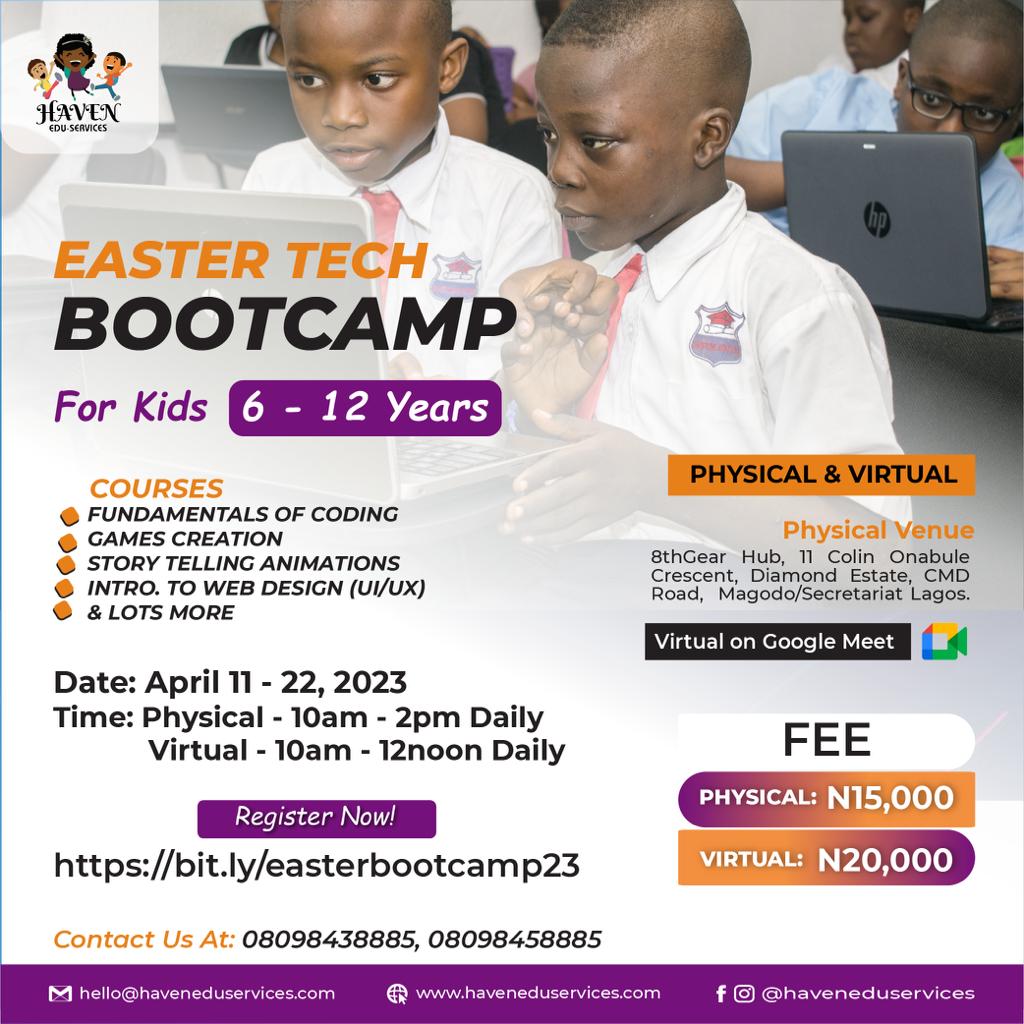 HAVEN
EDU-SERVICES
hp
EASTER TECH
BOOTCAMP
For Kids 6 - 12 Years
COURSES
FUNDAMENTALS OF CODING
GAMES CREATION
STORY TELLING ANIMATIONS
INTRO. TO WEB DESIGN (UI/UX)
& LOTS MORE
PHYSICAL & VIRTUAL
Physical Venue
8thGear Hub, 11 Colin Onabule
Crescent, Diamond Estate, CMD
Road, Magodo/Secretariat Lagos.
Virtual on Google Meet
Date: April 11 - 22, 2023
Time: Physical - 10am - 2pm Daily
Virtual - 10am - 12noon Daily
FEE
PHYSICAL: N15,000
VIRTUAL: N20,000
Register Now!
https://bit.ly/easterbootcamp23
Contact Us At: 08098438885, 08098458885
hello@haveneduservices.com
www.haveneduservices.com
@haveneduservices